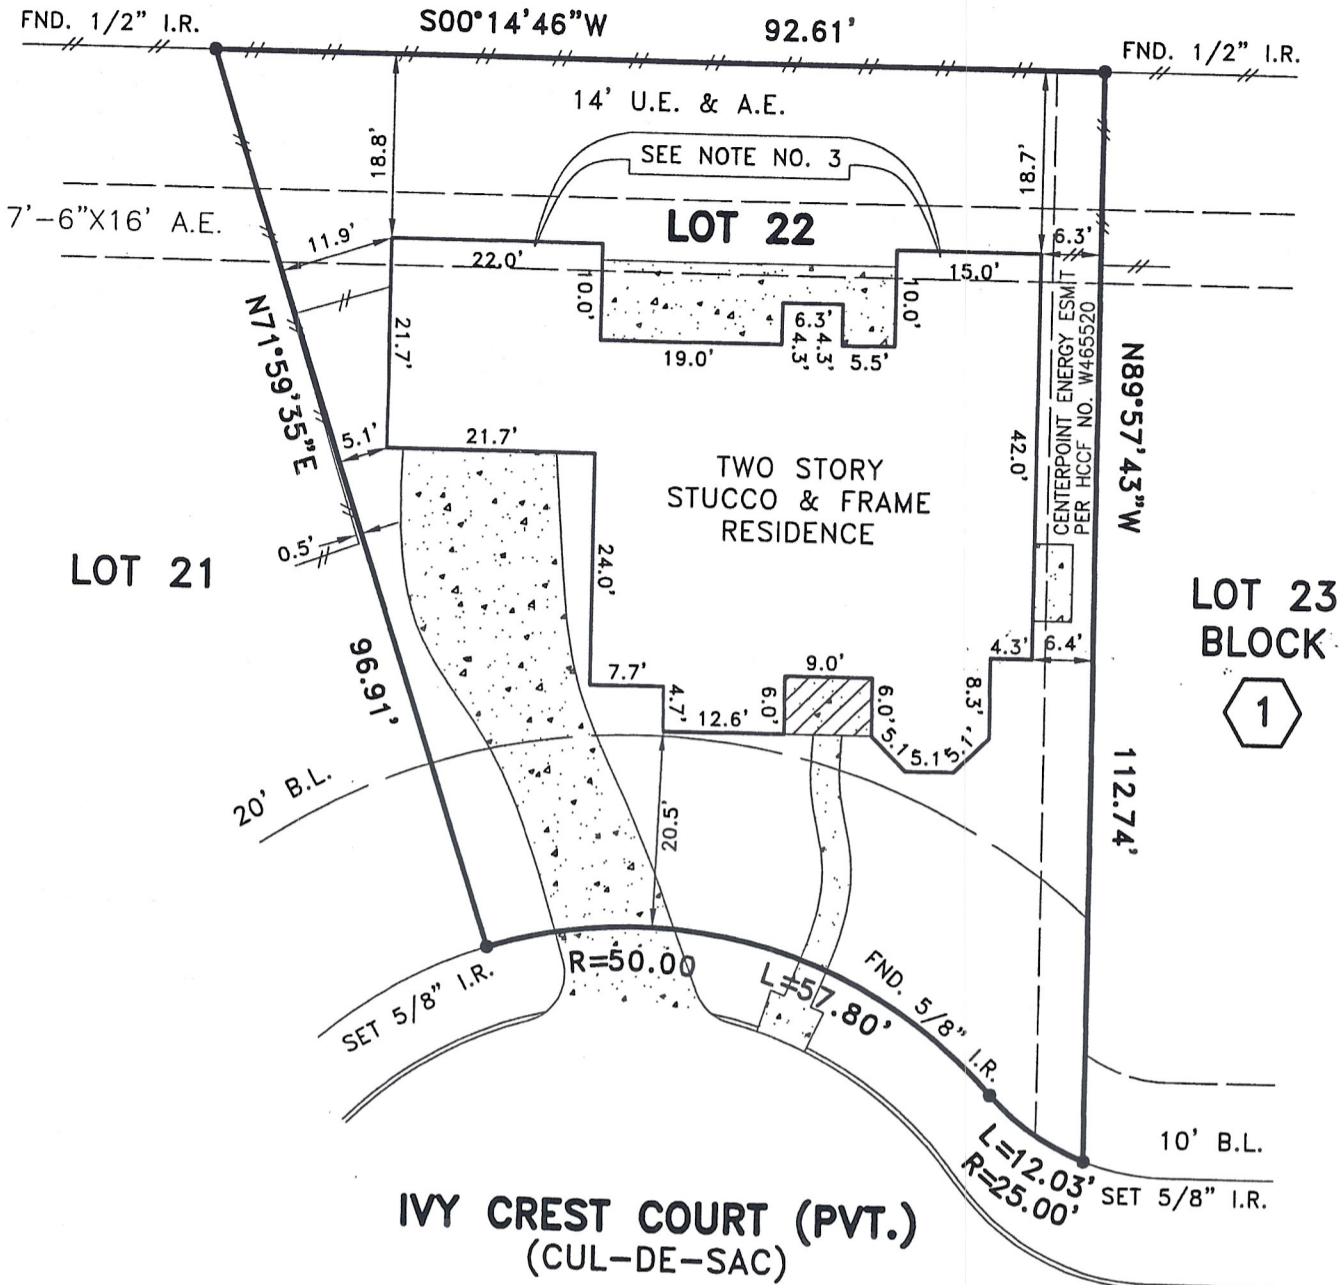 FND. 1/2" I.R.
S00°14'46"W
92.61'
FND. 1/2" I.R.
14' U.E. & A.E.
18.8'
SEE NOTE NO. 3
18.7'
7'-6"X16' A.E.
LOT 22
11.9'
22.0'
10.0'
10.0'
15.0'
6.3'
N71°59'35"E
21.7'
19.0'
6.3'
4.3'
4.3'
5.5'
CENTERPOINT ENERGY ESMT
PER HCCF NO. W465520
N89°57'43"W
5.1'
21.7'
42.0'
TWO STORY
STUCCO & FRAME
RESIDENCE
0.5'
LOT 21
24.0'
LOT 23
BLOCK
1
96.91'
7.7'
4.7'
12.6'
6.0'
9.0'
6.0'
5.1'
5.1'
5.1'
8.3'
4.3'
6.4'
20' B.L.
20.5'
112.74'
SET 5/8" I.R.
R=50.00
L=57.80'
FND. 5/8" I.R.
L=12.03'
R=25.00'
10' B.L.
SET 5/8" I.R.
IVY CREST COURT (PVT.)
(CUL-DE-SAC)